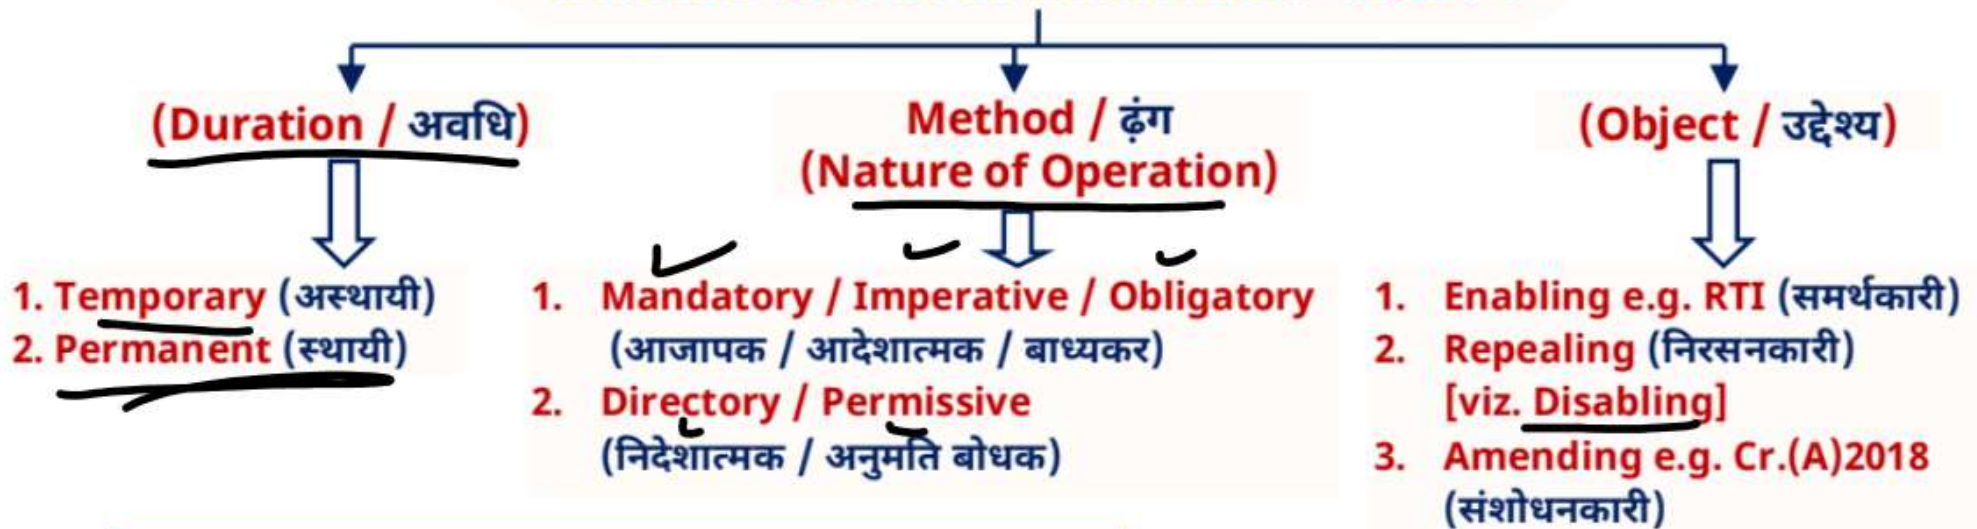 (Duration / अवधि)
1. Temporary (अस्थायी)
2. Permanent (स्थायी)
Method / ढ़ंग
(Nature of Operation)
1. Mandatory / Imperative / Obligatory
(आजापक / आदेशात्मक / बाध्यकर)
2. Directory / Permissive
(निदेशात्मक / अनुमति बोधक)
(Object / उद्देश्य)
1. Enabling e.g. RTI (समर्थकारी)
2. Repealing (निरसनकारी)
[viz. Disabling]
3. Amending e.g. Cr.(A)2018
(संशोधनकारी)